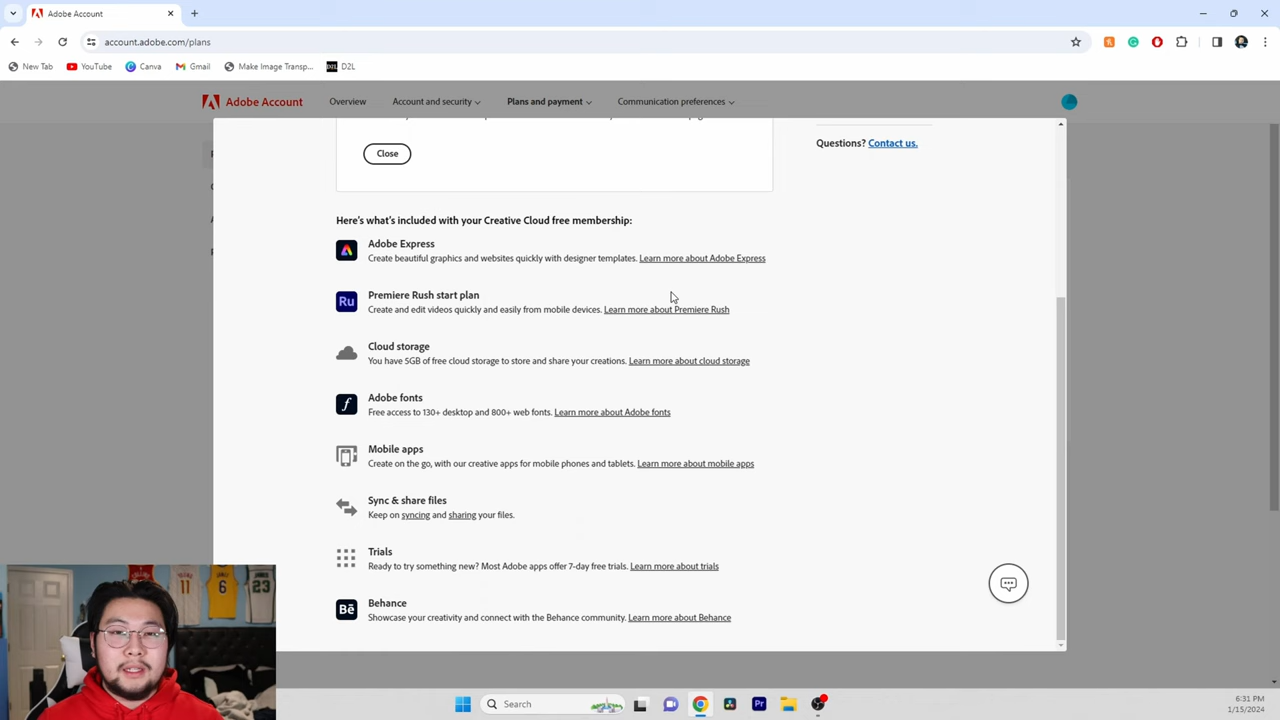 Adobe Account
account.adobe.com/plans
New Tab
YouTube
Canva
Gmail
Make Image Transp...
D2L
Adobe Account
Overview
Account and security
Plans and payment
Communication preferences
Close
Questions? Contact us.
Here's what's included with your Creative Cloud free membership:
Adobe Express
Create beautiful graphics and websites quickly with designer templates. Learn more about Adobe Express
Ru
Premiere Rush start plan
Create and edit videos quickly and easily from mobile devices. Learn more about Premiere Rush
Cloud storage
You have 5GB of free cloud storage to store and share your creations. Learn more about cloud storage
f
Adobe fonts
Free access to 130+ desktop and 800+ web fonts. Learn more about Adobe fonts
Mobile apps
Create on the go, with our creative apps for mobile phones and tablets. Learn more about mobile apps
Sync & share files
Keep on syncing and sharing your files.
Trials
Ready to try something new? Most Adobe apps offer 7-day free trials. Learn more about trials
Bē
Behance
Showcase your creativity and connect with the Behance community. Learn more about Behance
11
6
23
Search
Pr
6:31 PM
1/15/2024